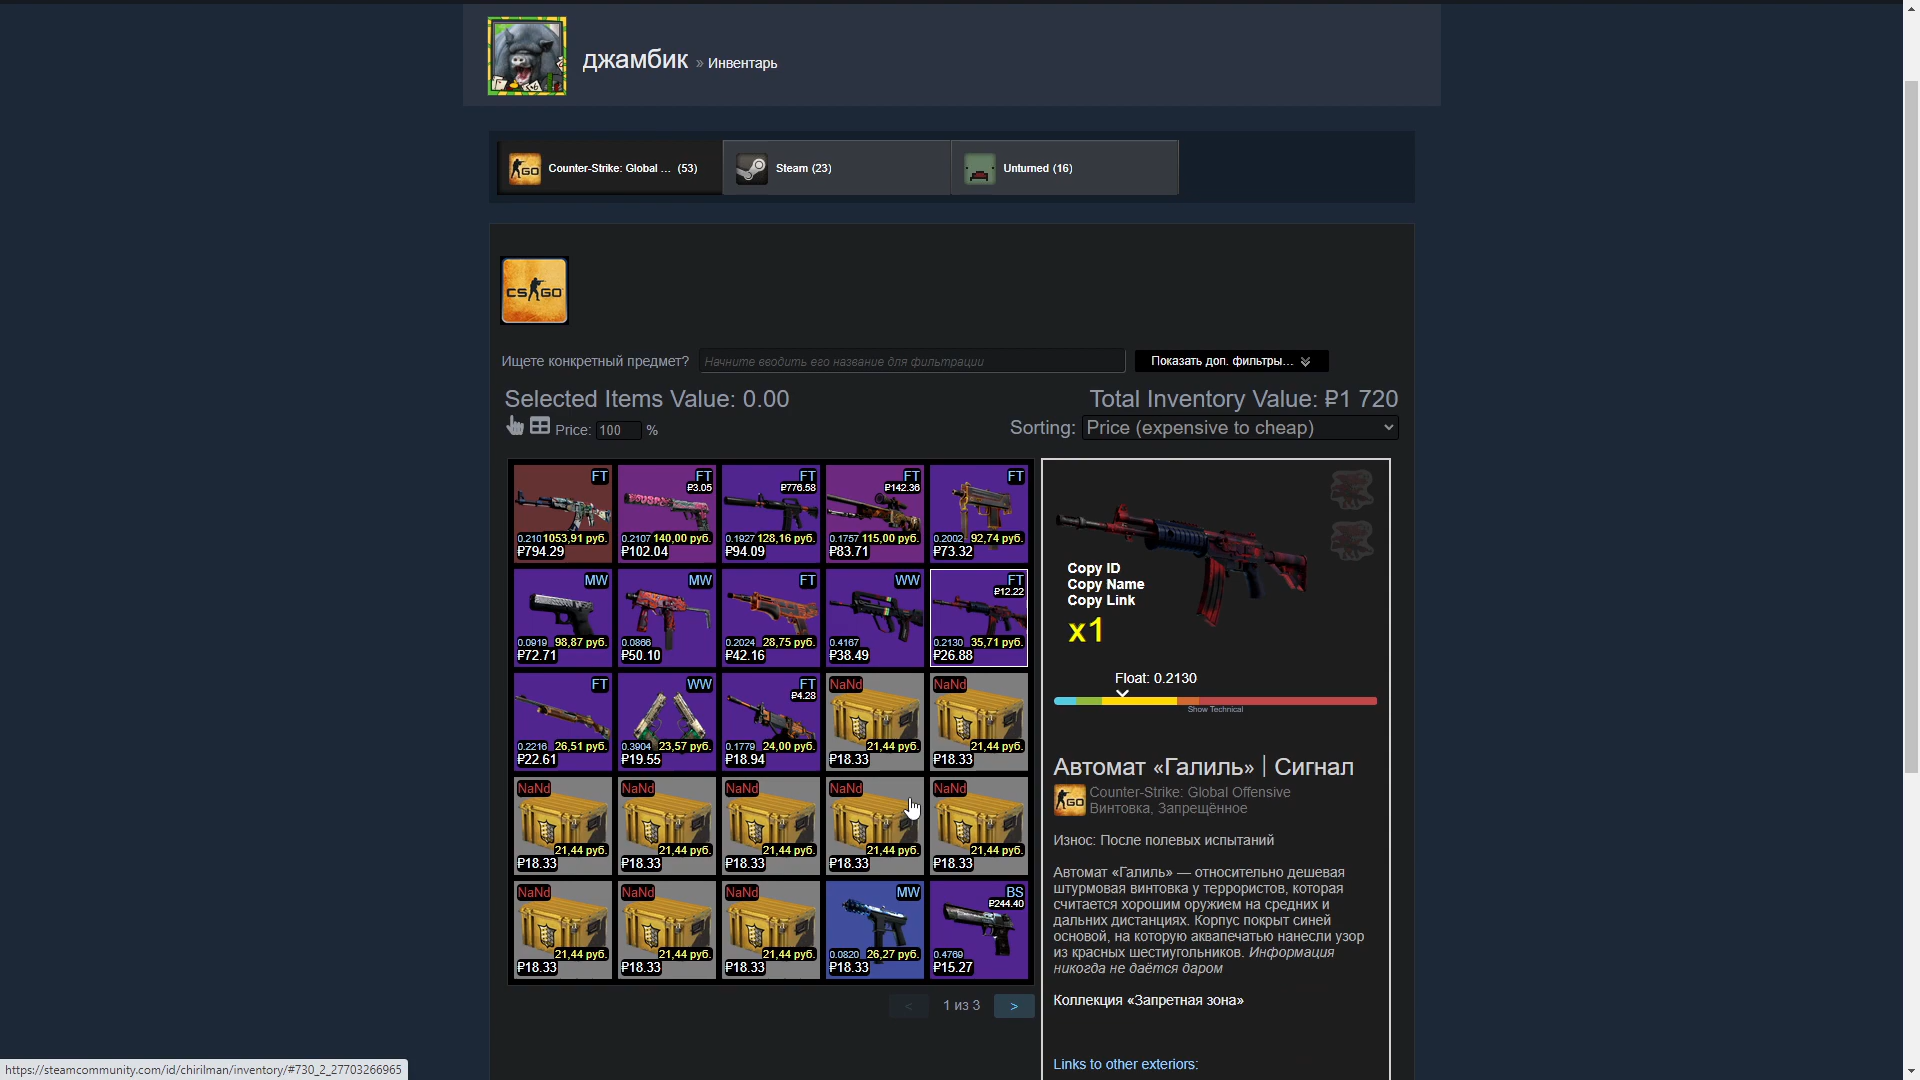 джамбик » Инвентарь
Counter-Strike: Global ... (53)
Steam (23)
Unturned (16)
CS GO
Ищете конкретный предмет?
Начните вводить его название для фильтрации
Показать доп. фильтры...
Selected Items Value: 0.00
Total Inventory Value: ₽1 720
Price: 100 %
Sorting: Price (expensive to cheap)
FT
0.210 1053,91 руб.
₽794.29
FT
₽3.05
0.2107 140,00 руб.
₽102.04
FT
₽776.58
0.1927 128,16 руб.
₽94.09
FT
₽142.36
0.1757 115,00 руб.
₽83.71
FT
0.2002 92,74 руб.
₽73.32
MW
0.0919 98,87 руб.
₽72.71
MW
0.0866
₽50.10
FT
0.2024 28,75 руб.
₽42.16
WW
0.4167
₽38.49
FT
₽12.22
0.2130 35,71 руб.
₽26.88
FT
0.2216 26,51 руб.
₽22.61
WW
0.3904 23,57 руб.
₽19.55
FT
₽4.28
0.1779 24,00 руб.
₽18.94
NaNd
21,44 руб.
₽18.33
NaNd
21,44 руб.
₽18.33
NaNd
21,44 руб.
₽18.33
NaNd
21,44 руб.
₽18.33
NaNd
21,44 руб.
₽18.33
NaNd
21,44 руб.
₽18.33
NaNd
21,44 руб.
₽18.33
NaNd
21,44 руб.
₽18.33
NaNd
21,44 руб.
₽18.33
NaNd
21,44 руб.
₽18.33
MW
0.0820 26,27 руб.
₽18.33
BS
₽244.40
0.4769
₽15.27
< 1 из 3 >
Copy ID
Copy Name
Copy Link
x1
Float: 0.2130
Show Technical
Автомат «Галиль» | Сигнал
Counter-Strike: Global Offensive
Винтовка, Запрещённое
Износ: После полевых испытаний
Автомат «Галиль» — относительно дешевая
штурмовая винтовка у террористов, которая
считается хорошим оружием на средних и
дальних дистанциях. Корпус покрыт синей
основой, на которую аквапечатью нанесли узор
из красных шестиугольников. Информация
никогда не даётся даром
Коллекция «Запретная зона»
Links to other exteriors:
https://steamcommunity.com/id/chirilman/inventory/#730_2_27703266965